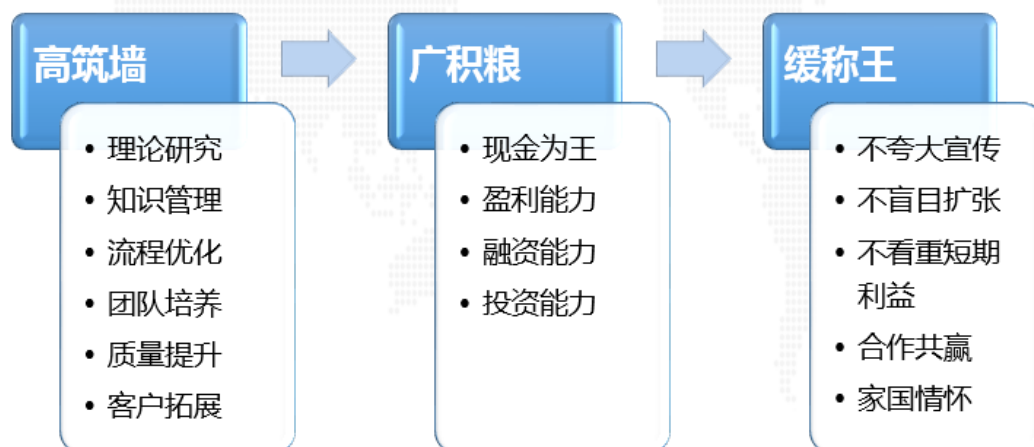 高筑墙
• 理论研究
• 知识管理
• 流程优化
• 团队培养
• 质量提升
• 客户拓展
广积粮
• 现金为王
• 盈利能力
• 融资能力
• 投资能力
缓称王
• 不夸大宣传
• 不盲目扩张
• 不看重短期
利益
• 合作共赢
• 家国情怀